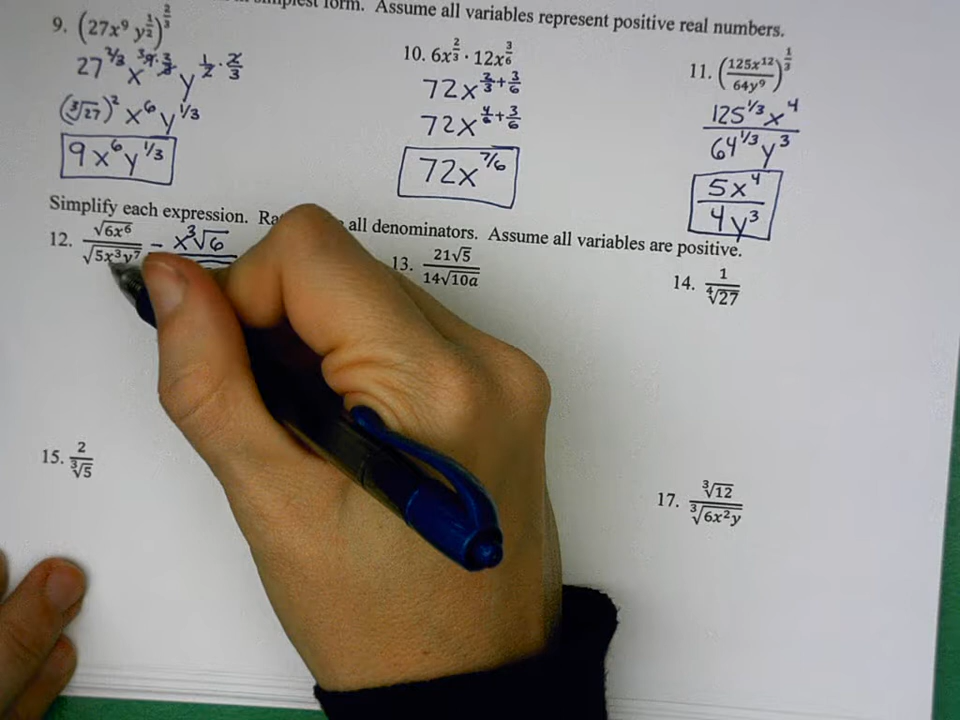 simplest form. Assume all variables represent positive real numbers.
9. (27x⁹ y^(1/2))^(2/3)
27^(2/3) x^(9·2/3) y^(1/2·2/3)
(∛27)² x⁶ y^(1/3)
9x⁶y^(1/3)
10. 6x^(2/3) · 12x^(3/6)
72x^(2/3+3/6)
72x^(4/6+3/6)
72x^(7/6)
11. (125x¹²/64y⁹)^(1/3)
125^(1/3)x⁴/64^(1/3)y³
5x⁴/4y³
Simplify each expression. all denominators. Assume all variables are positive.
12. √6x⁶/√5x³y⁷ = x³√6
13. 21√5/14√10a
14. 1/∜27
15. 2/∛5
17. ∛12/∛6x²y